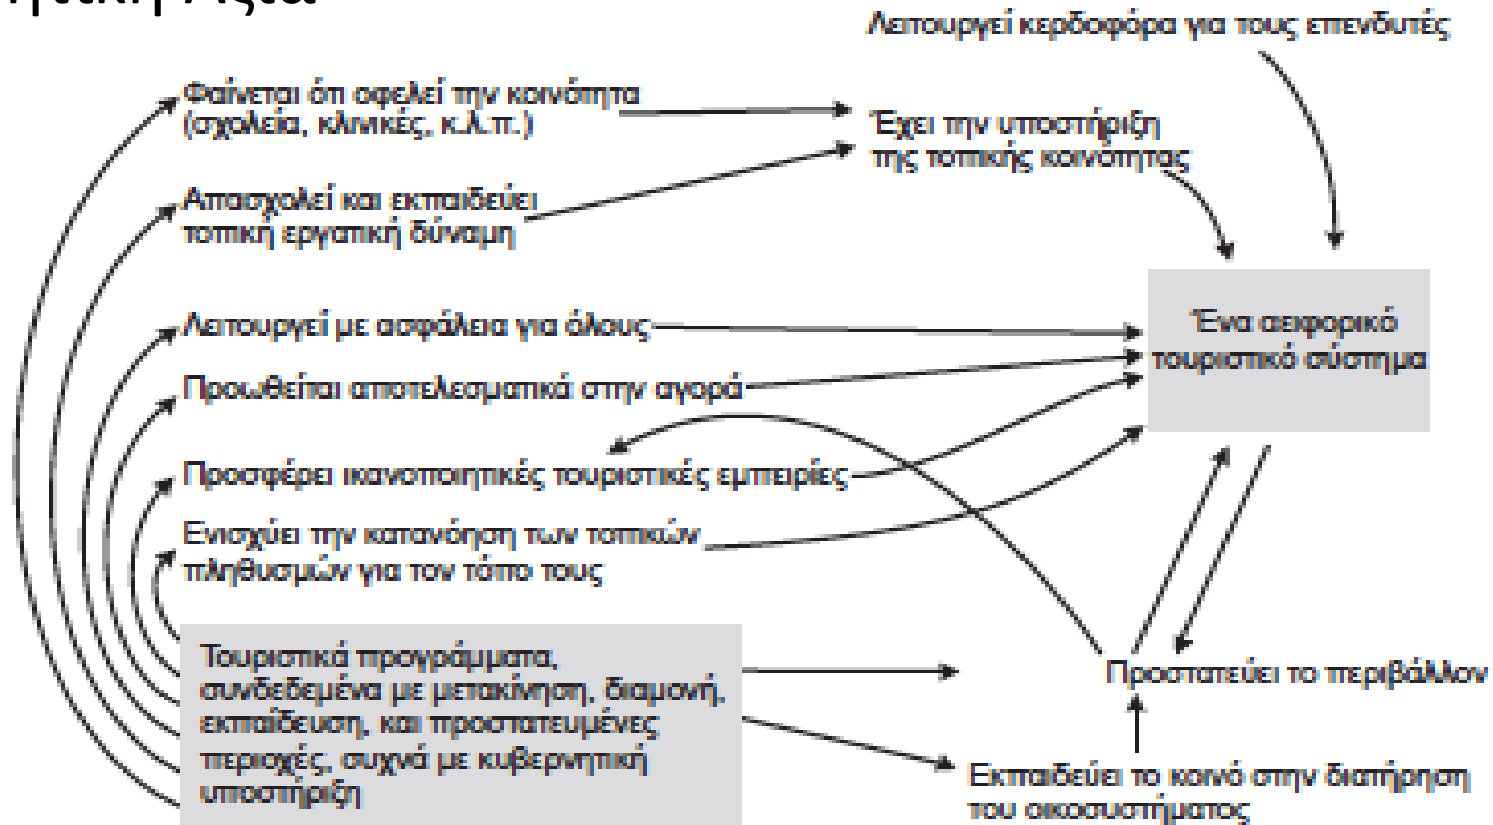 Λειτουργεί κερδοφόρα για τους επενδυτές
Φαίνεται ότι οφελεί την κοινότητα
(σχολεία, κλινικές, κ.λ.π.)
Έχει την υποστήριξη
της τοπικής κοινότητας
Απασχολεί και εκπαιδεύει
τοπική εργατική δύναμη
Λειτουργεί με ασφάλεια για όλους
Ένα αειφορικό
τουριστικό σύστημα
Προωθείται αποτελεσματικά στην αγορά
Προσφέρει ικανοποιητικές τουριστικές εμπειρίες
Ενισχύει την κατανόηση των τοπικών
πληθυσμών για τον τόπο τους
Τουριστικά προγράμματα,
συνδεδεμένα με μετακίνηση, διαμονή,
εκπαίδευση, και προστατευμένες
περιοχές, συχνά με κυβερνητική
υποστήριξη
Προστατεύει το περιβάλλον
Εκπαιδεύει το κοινό στην διατήρηση
του οικοσυστήματος